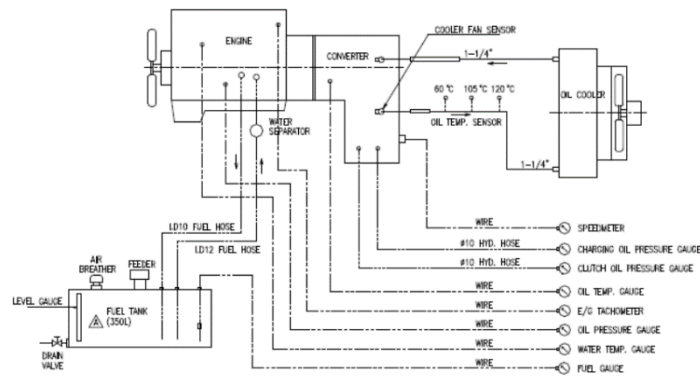 ENGINE
CONVERTER
COOLER FAN SENSOR
1-1/4"
60 °C
105 °C
120 °C
OIL TEMP. SENSOR
OIL COOLER
1-1/4"
WATER
SEPARATOR
I.D10 FUEL HOSE
I.D12 FUEL HOSE
WIRE
SPEEDMETER
#10 HYD. HOSE
CHARGING OIL PRESSURE GAUGE
#10 HYD. HOSE
CLUTCH OIL PRESSURE GAUGE
WIRE
OIL TEMP. GAUGE
WIRE
E/G TACHOMETER
WIRE
OIL PRESSURE GAUGE
WIRE
WATER TEMP. GAUGE
WIRE
FUEL GAUGE
AIR
BREATHER
FEEDER
LEVEL GAUGE
FUEL TANK
(350L)
A
DRAIN
VALVE